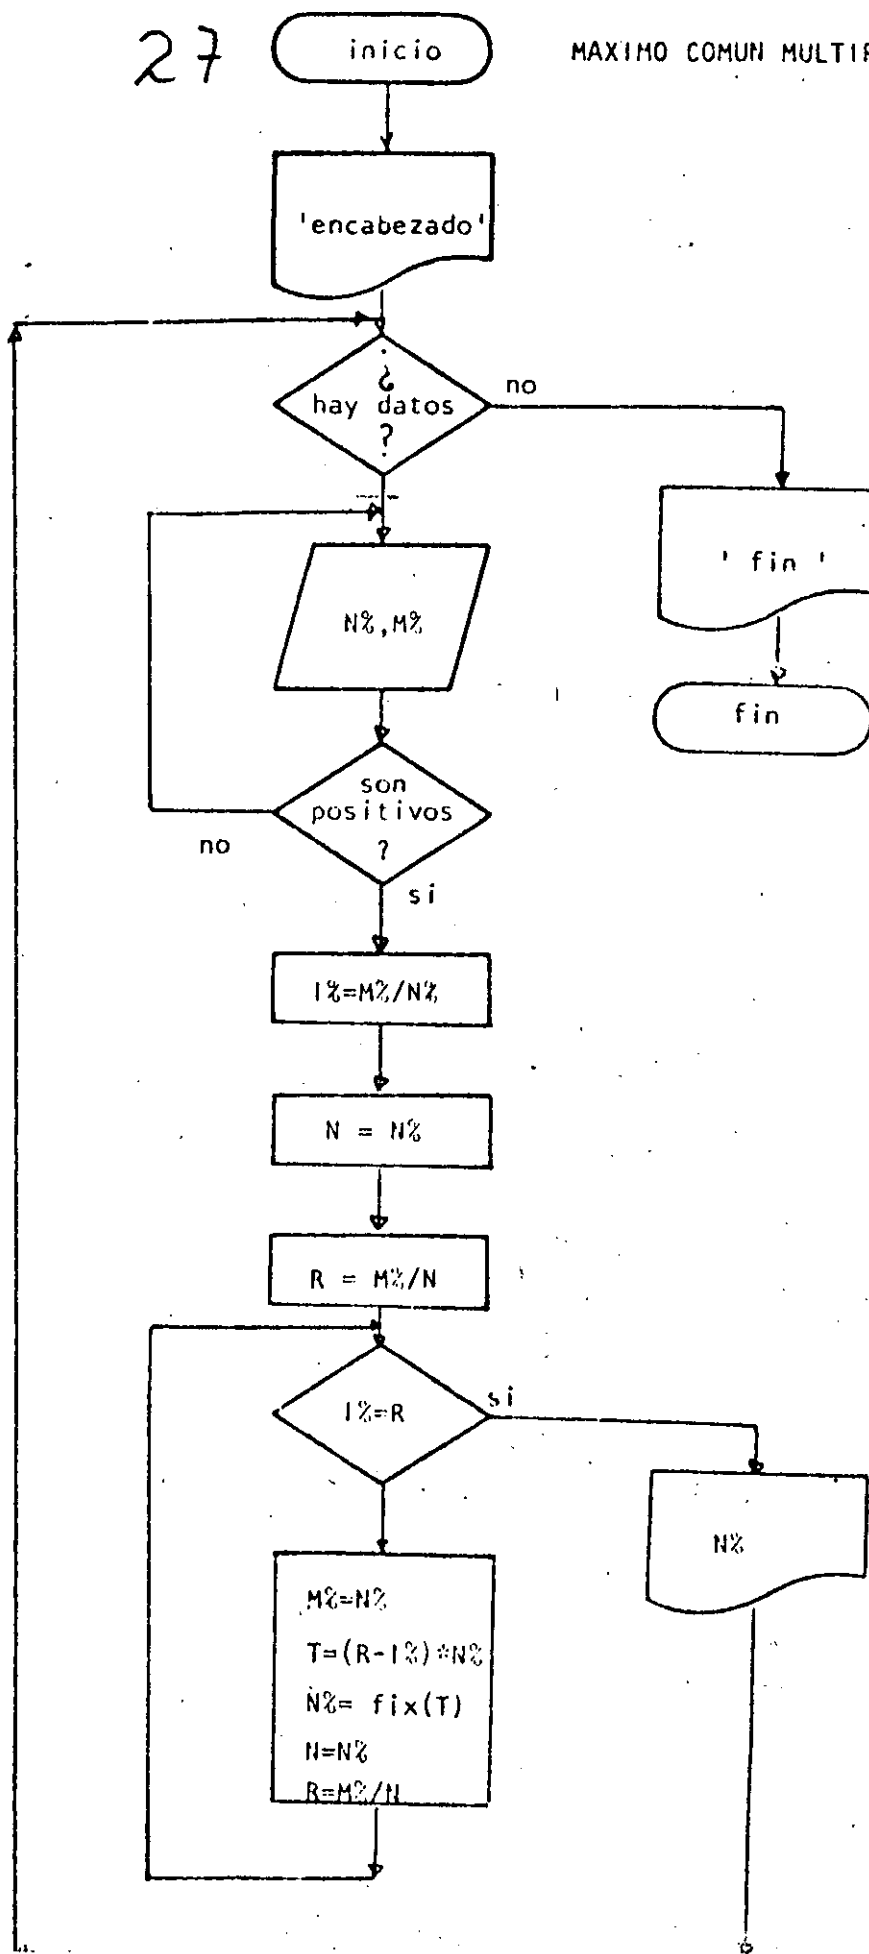 27
inicio
MAXIMO COMUN MULTIP
'encabezado'
¿
hay datos
?
no
N%,M%
' fin '
fin
son
positivos
?
no
si
I%=M%/N%
N = N%
R = M%/N
I%=R
si
N%
M%=N%
T=(R-I%)*N%
N%= fix(T)
N=N%
R=M%/N